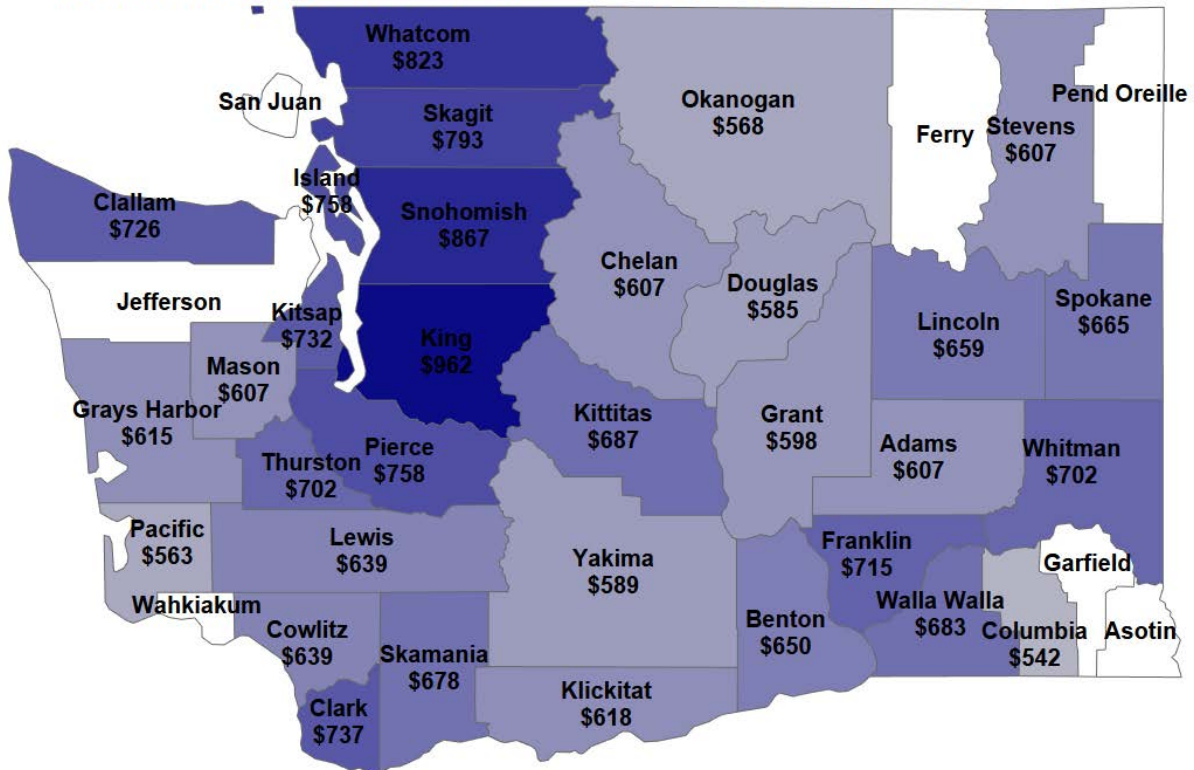 Whatcom
$823
San Juan
Skagit
$793
Okanogan
$568
Ferry
Stevens
$607
Pend Oreille
Island
$758
Clallam
$726
Snohomish
$867
Chelan
$607
Douglas
$585
Jefferson
Kitsap
$732
King
$962
Lincoln
$659
Spokane
$665
Mason
$607
Grays Harbor
$615
Kittitas
$687
Grant
$598
Adams
$607
Whitman
$702
Thurston
$702
Pierce
$758
Pacific
$563
Lewis
$639
Yakima
$589
Franklin
$715
Garfield
Wahkiakum
Cowlitz
$639
Skamania
$678
Benton
$650
Walla Walla
$683
Columbia
$542
Asotin
Clark
$737
Klickitat
$618